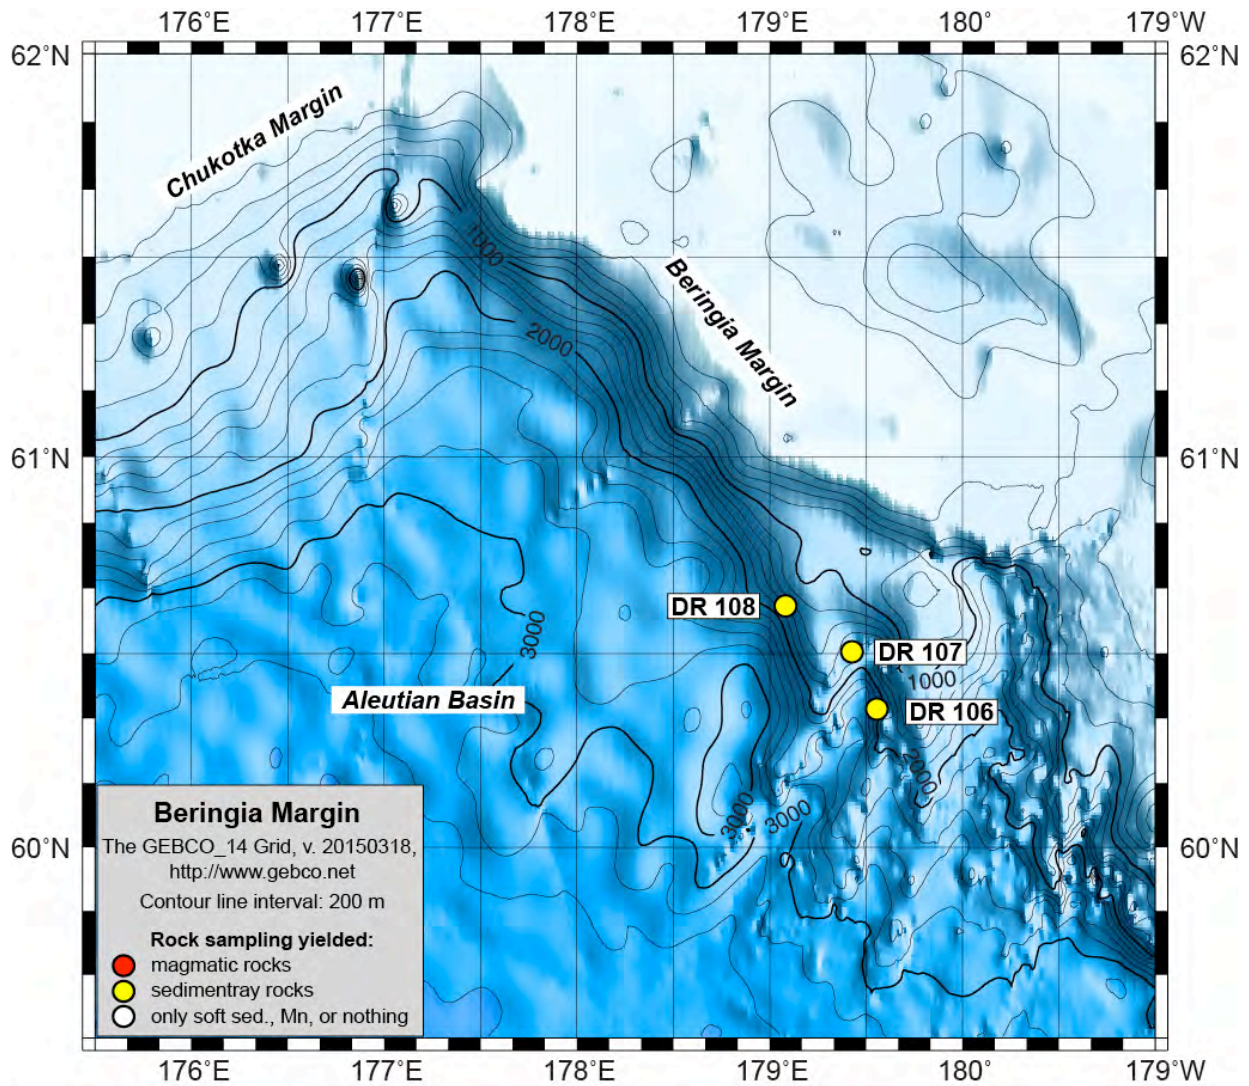 176°E 177°E 178°E 179°E 180° 179°W
62°N 62°N
Chukotka Margin
1000
Beringia Margin
2000
61°N 61°N
DR 108
3000
DR 107
1000
Aleutian Basin
DR 106
2000
3000
3000
60°N 60°N
Beringia Margin
The GEBCO_14 Grid, v. 20150318,
http://www.gebco.net
Contour line interval: 200 m
Rock sampling yielded:
magmatic rocks
sedimentray rocks
only soft sed., Mn, or nothing
176°E 177°E 178°E 179°E 180° 179°W